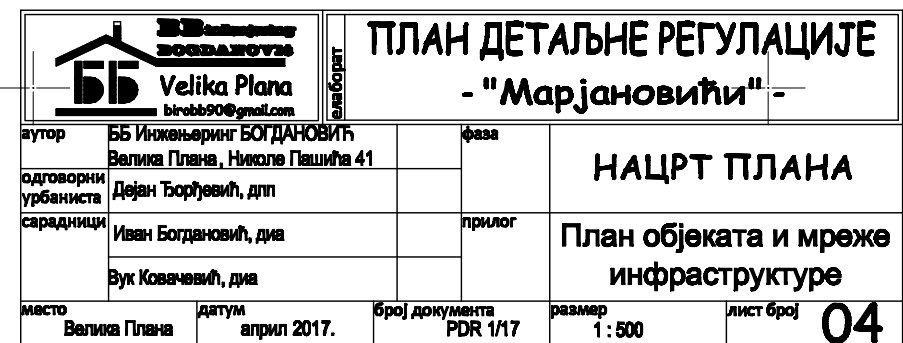 ББ Inženjering
BOGDANOVIĆ
ББ Velika Plana
birobb90@gmail.com
елаборат
ПЛАН ДЕТАЉНЕ РЕГУЛАЦИЈЕ
- "Марјановићи" -
аутор
ББ Инжењеринг БОГДАНОВИЋ
Велика Плана, Николе Пашића 41
фаза
НАЦРТ ПЛАНА
одговорни
урбаниста
Дејан Ђорђевић, дпп
сарадници
Иван Богдановић, диа
Вук Ковачевић, диа
прилог
План објеката и мреже
инфраструктуре
место
Велика Плана
датум
април 2017.
број документа
PDR 1/17
размер
1 : 500
лист број
04